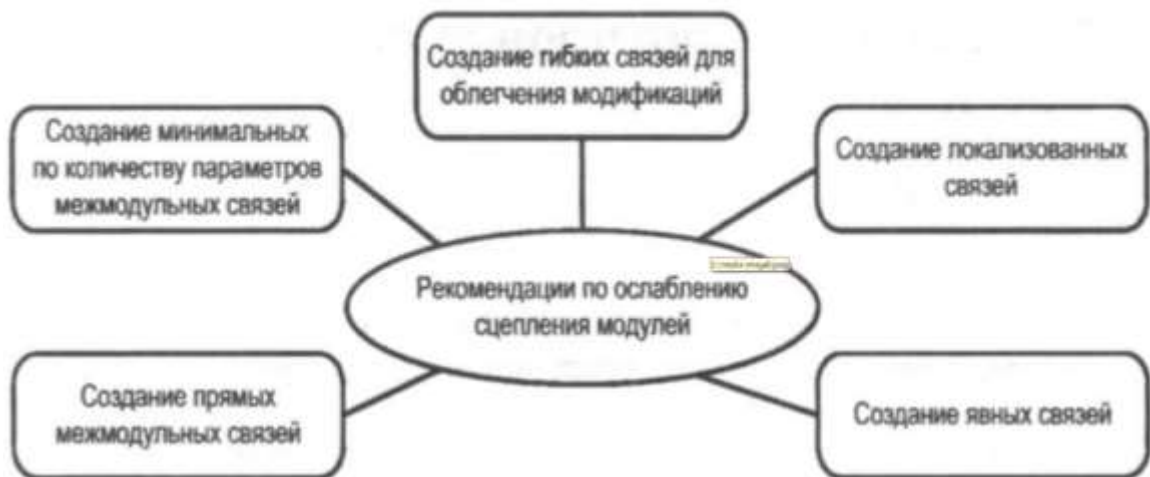 Создание гибких связей для
облегчения модификаций
Создание минимальных
по количеству параметров
межмодульных связей
Создание локализованных
связей
Рекомендации по ослаблению
сцепления модулей
Создание прямых
межмодульных связей
Создание явных связей